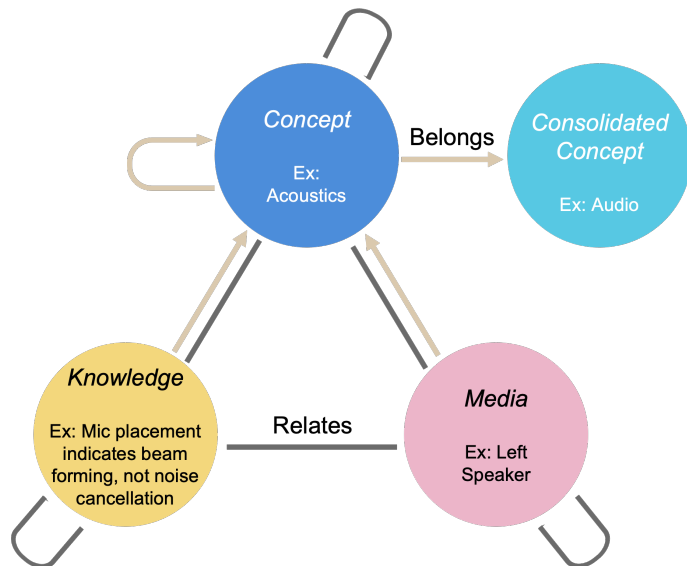 Concept
Ex:
Acoustics
Belongs
Consolidated
Concept
Ex: Audio
Knowledge
Ex: Mic placement
indicates beam
forming, not noise
cancellation
Relates
Media
Ex: Left
Speaker